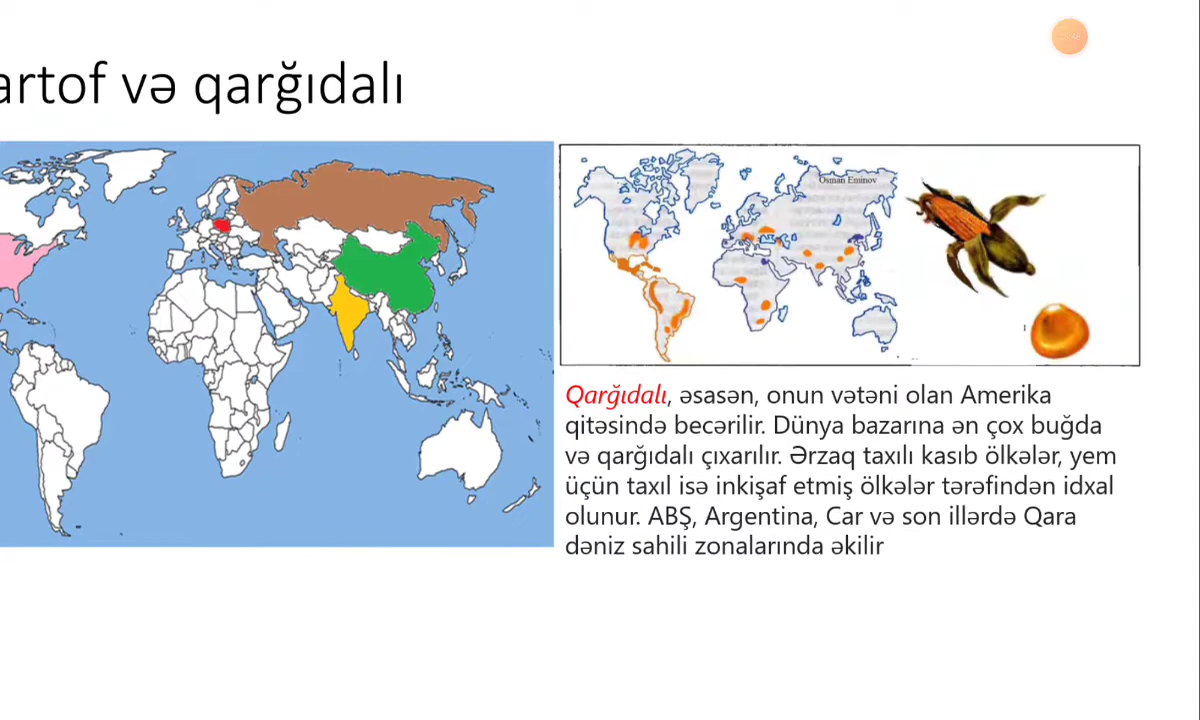 artof və qarğıdalı
Osman Eminov
Qarğıdalı, əsasən, onun vətəni olan Amerika
qitəsində becərilir. Dünya bazarına ən çox buğda
və qarğıdalı çıxarılır. Ərzaq taxılı kasıb ölkələr, yem
üçün taxıl isə inkişaf etmiş ölkələr tərəfindən idxal
olunur. ABŞ, Argentina, Car və son illərdə Qara
dəniz sahili zonalarında əkilir